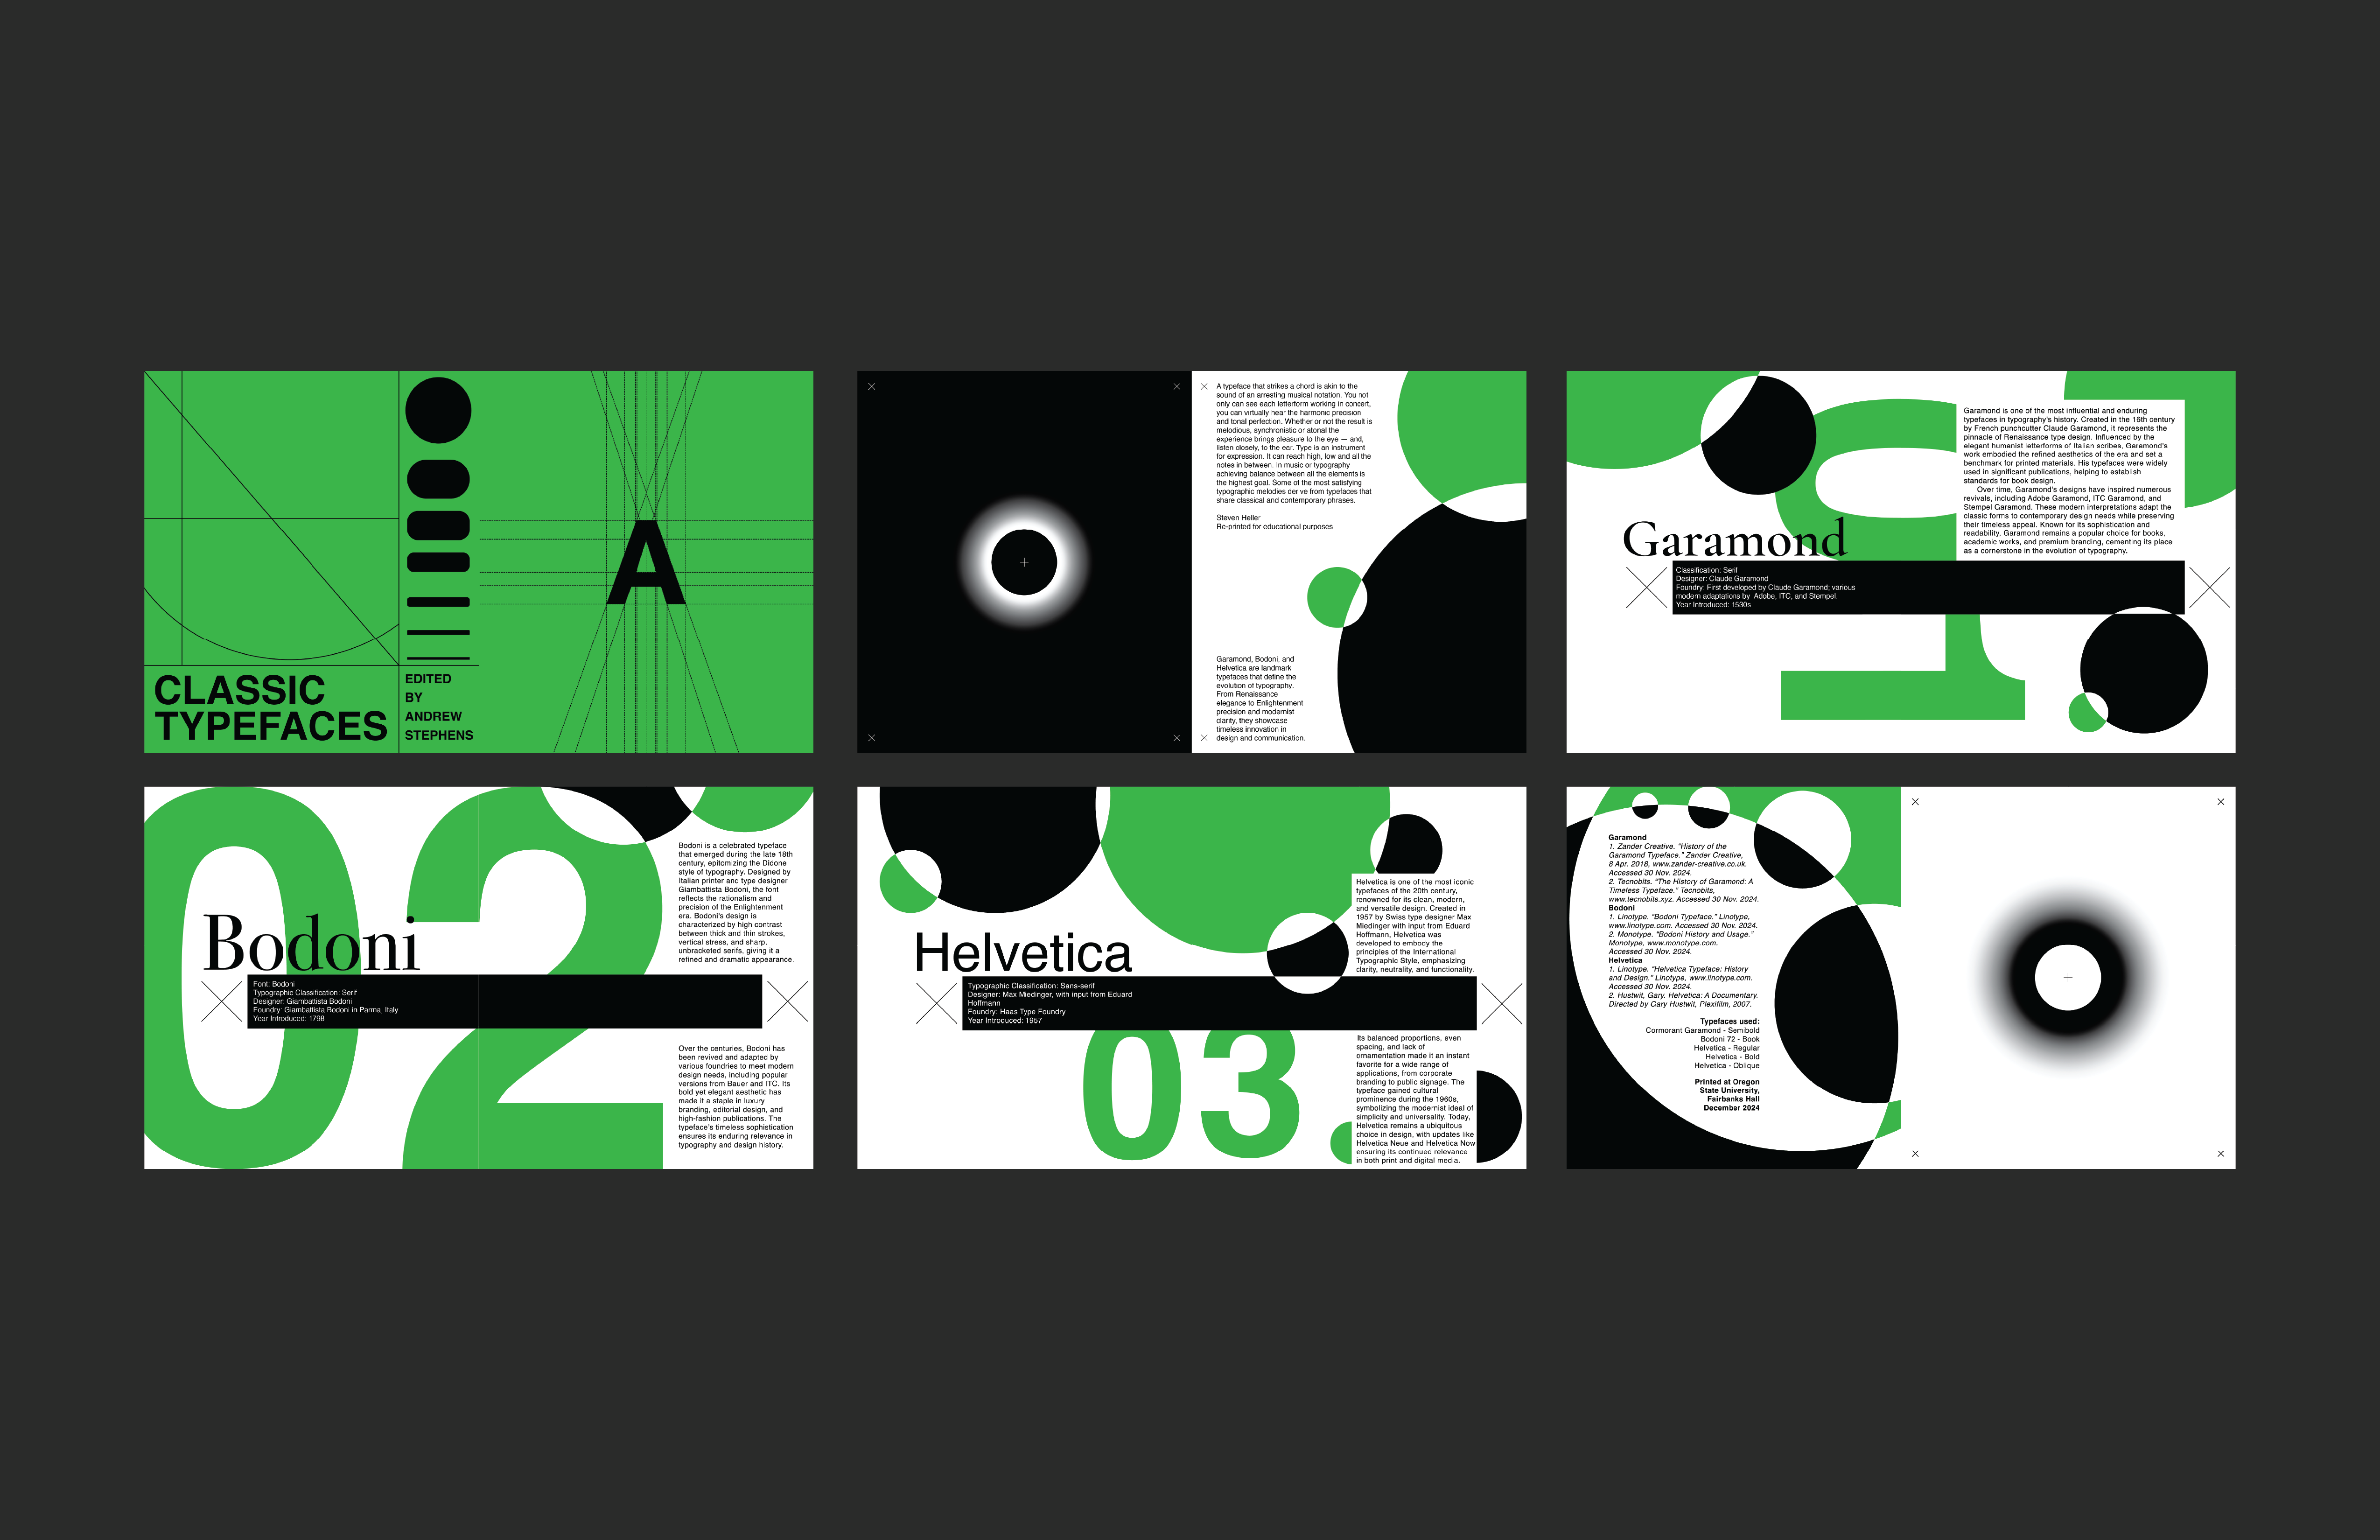 CLASSIC
TYPEFACES
EDITED
BY
ANDREW
STEPHENS
A
A typeface that strikes a chord is akin to the
sound of an arresting musical notation. You not
only can see each letterform working in concert,
you can virtually hear the harmonic precision
and tonal perfection. Whether or not the result is
melodious, synchronistic or atonal the
experience brings pleasure to the eye — and,
listen closely, to the ear. Type is an instrument
for expression. It can reach high, low and all the
notes in between. In music or typography
achieving balance between all the elements is
the highest goal. Some of the most satisfying
typographic melodies derive from typefaces that
share classical and contemporary phrases.
Steven Heller
Re-printed for educational purposes
Garamond, Bodoni, and
Helvetica are landmark
typefaces that define the
evolution of typography.
From Renaissance
elegance to Enlightenment
precision and modernist
clarity, they showcase
timeless innovation in
design and communication.
Garamond is one of the most influential and enduring
typefaces in typography's history. Created in the 16th century
by French punchcutter Claude Garamond, it represents the
pinnacle of Renaissance type design. Influenced by the
elegant humanist letterforms of Italian scribes, Garamond's
work embodied the refined aesthetics of the era and set a
benchmark for printed materials. His typefaces were widely
used in significant publications, helping to establish
standards for book design.
Over time, Garamond's designs have inspired numerous
revivals, including Adobe Garamond, ITC Garamond, and
Stempel Garamond. These modern interpretations adapt the
classic forms to contemporary design needs while preserving
their timeless appeal. Known for its sophistication and
readability, Garamond remains a popular choice for books,
academic works, and premium branding, cementing its place
as a cornerstone in the evolution of typography.
Garamond
Classification: Serif
Designer: Claude Garamond
Foundry: First developed by Claude Garamond; various
modern adaptations by Adobe, ITC, and Stempel.
Year Introduced: 1530s
02
Bodoni is a celebrated typeface
that emerged during the late 18th
century, epitomizing the Didone
style of typography. Designed by
Italian printer and type designer
Giambattista Bodoni, the font
reflects the rationalism and
precision of the Enlightenment
era. Bodoni's design is
characterized by high contrast
between thick and thin strokes,
vertical stress, and sharp,
unbracketed serifs, giving it a
refined and dramatic appearance.
Bodoni
Font: Bodoni
Typographic Classification: Serif
Designer: Giambattista Bodoni
Foundry: Giambattista Bodoni in Parma, Italy
Year Introduced: 1798
Over the centuries, Bodoni has
been revived and adapted by
various foundries to meet modern
design needs, including popular
versions from Bauer and ITC. Its
bold yet elegant aesthetic has
made it a staple in luxury
branding, editorial design, and
high-fashion publications. The
typeface's timeless sophistication
ensures its enduring relevance in
typography and design history.
Helvetica is one of the most iconic
typefaces of the 20th century,
renowned for its clean, modern,
and versatile design. Created in
1957 by Swiss type designer Max
Miedinger with input from Eduard
Hoffmann, Helvetica was
developed to embody the
principles of the International
Typographic Style, emphasizing
clarity, neutrality, and functionality.
Helvetica
Typographic Classification: Sans-serif
Designer: Max Miedinger, with input from Eduard
Hoffmann
Foundry: Haas Type Foundry
Year Introduced: 1957
03
Its balanced proportions, even
spacing, and lack of
ornamentation made it an instant
favorite for a wide range of
applications, from corporate
branding to public signage. The
typeface gained cultural
prominence during the 1960s,
symbolizing the modernist ideal of
simplicity and universality. Today,
Helvetica remains a ubiquitous
choice in design, with updates like
Helvetica Neue and Helvetica Now
ensuring its continued relevance
in both print and digital media.
Garamond
1. Zander Creative. "History of the
Garamond Typeface." Zander Creative,
8 Apr. 2018, www.zander-creative.co.uk.
Accessed 30 Nov. 2024.
2. Tecnobits. "The History of Garamond: A
Timeless Typeface." Tecnobits,
www.tecnobits.xyz. Accessed 30 Nov. 2024.
Bodoni
1. Linotype. "Bodoni Typeface." Linotype,
www.linotype.com. Accessed 30 Nov. 2024.
2. Monotype. "Bodoni History and Usage."
Monotype, www.monotype.com.
Accessed 30 Nov. 2024.
Helvetica
1. Linotype. "Helvetica Typeface: History
and Design." Linotype, www.linotype.com.
Accessed 30 Nov. 2024.
2. Hustwit, Gary. Helvetica: A Documentary.
Directed by Gary Hustwit, Plexifilm, 2007.
Typefaces used:
Cormorant Garamond - Semibold
Bodoni 72 - Book
Helvetica - Regular
Helvetica - Bold
Helvetica - Oblique
Printed at Oregon
State University,
Fairbanks Hall
December 2024